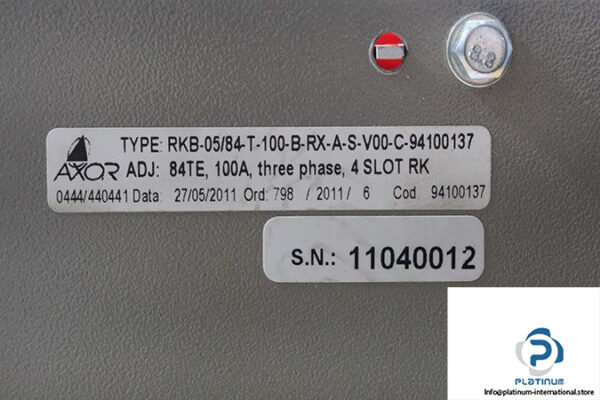 8.8
AXOR
TYPE: RKB-05/84-T-100-B-RX-A-S-V00-C-94100137
ADJ: 84TE, 100A, three phase, 4 SLOT RK
0444/440441 Data: 27/05/2011 Ord: 798 / 2011 / 6 Cod. 94100137
S.N.: 11040012
PLATINUM
Info@platinum-international.store